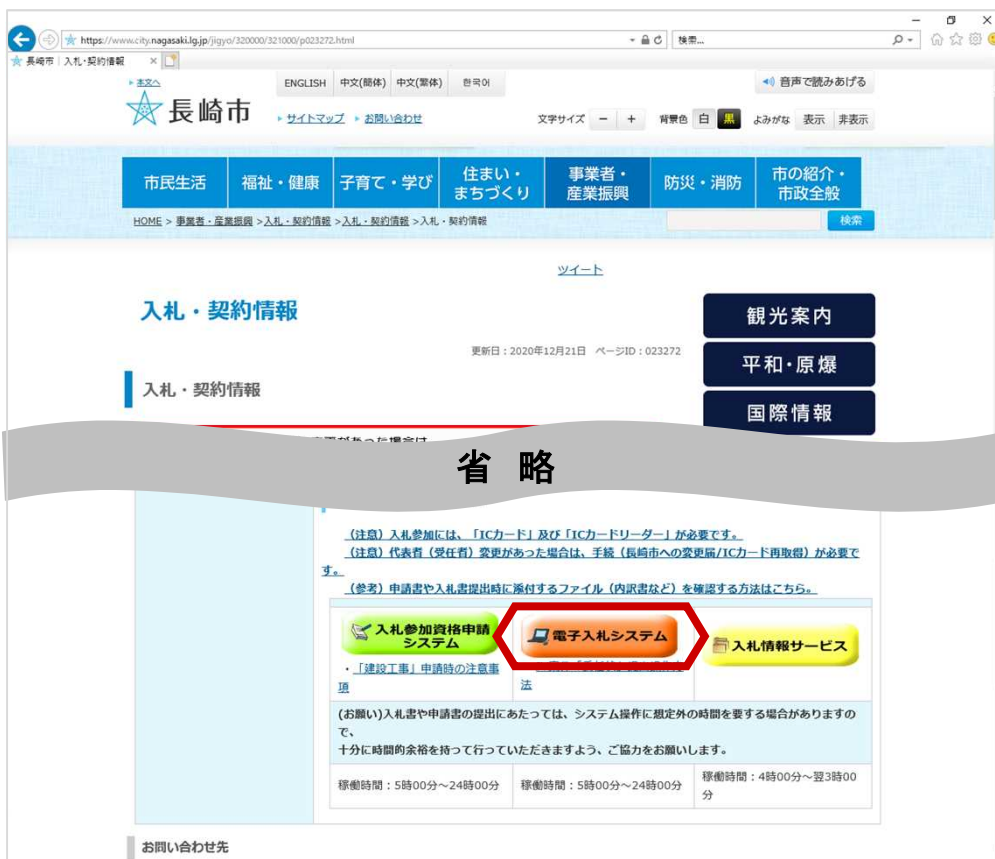 https://www.city.nagasaki.lg.jp/jigyo/320000/321000/p023272.html
検索...
長崎市｜入札・契約情報
本文へ
ENGLISH 中文(簡体) 中文(繁体) 한국어
音声で読みあげる
長崎市
サイトマップ お問い合わせ
文字サイズ － ＋ 背景色 白 黒 よみがな 表示 非表示
市民生活 福祉・健康 子育て・学び 住まい・まちづくり 事業者・産業振興 防災・消防 市の紹介・市政全般
HOME > 事業者・産業振興 >入札・契約情報 >入札・契約情報 >入札・契約情報
検索
ツイート
入札・契約情報
観光案内
更新日：2020年12月21日 ページID：023272
平和・原爆
入札・契約情報
国際情報
があった場合は
省 略
（注意）入札参加には、「ICカード」及び「ICカードリーダー」が必要です。
（注意）代表者（受任者）変更があった場合は、手続（長崎市への変更届/ICカード再取得）が必要で
す。
（参考）申請書や入札書提出時に添付するファイル（内訳書など）を確認する方法はこちら。
入札参加資格申請
システム
電子入札システム
入札情報サービス
・「建設工事」申請時の注意事
項
法
(お願い)入札書や申請書の提出にあたっては、システム操作に想定外の時間を要する場合がありますの
で、
十分に時間的余裕を持って行っていただきますよう、ご協力をお願いします。
稼働時間：5時00分～24時00分
稼働時間：5時00分～24時00分
稼働時間：4時00分～翌3時00
分
お問い合わせ先